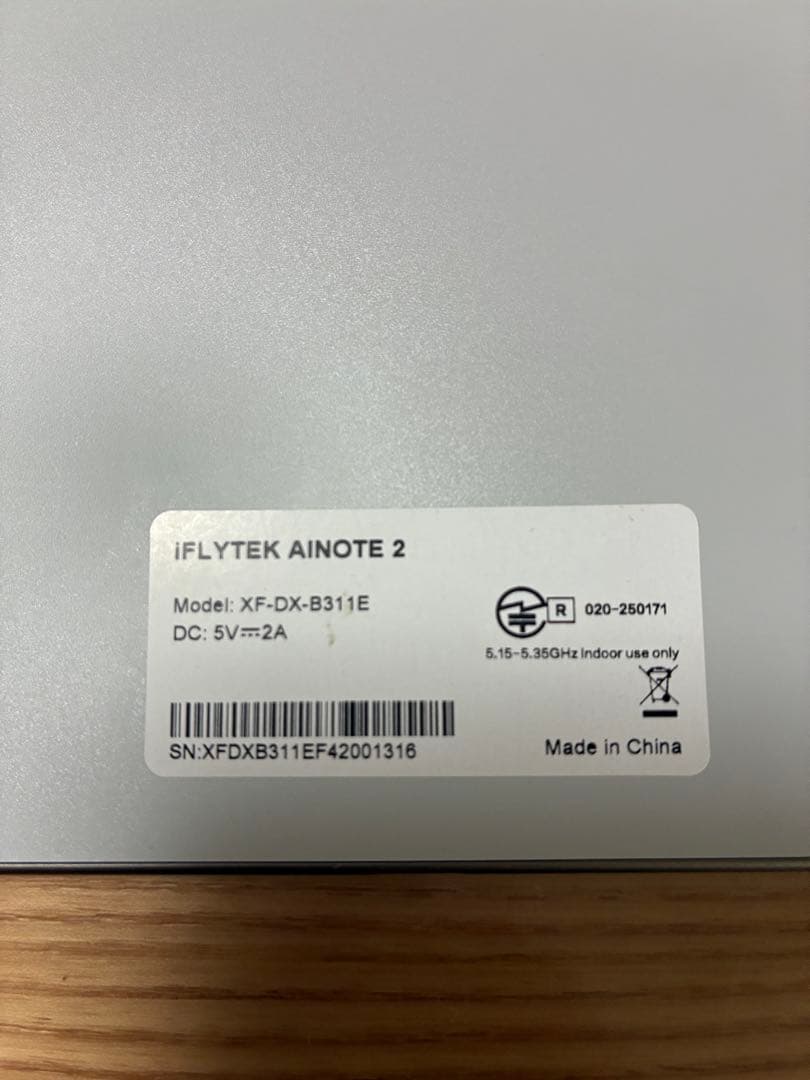 iFLYTEK AINOTE 2
Model: XF-DX-B311E
DC: 5V⎓2A
R 020-250171
5.15-5.35GHz Indoor use only
SN:XFDXB311EF42001316
Made in China